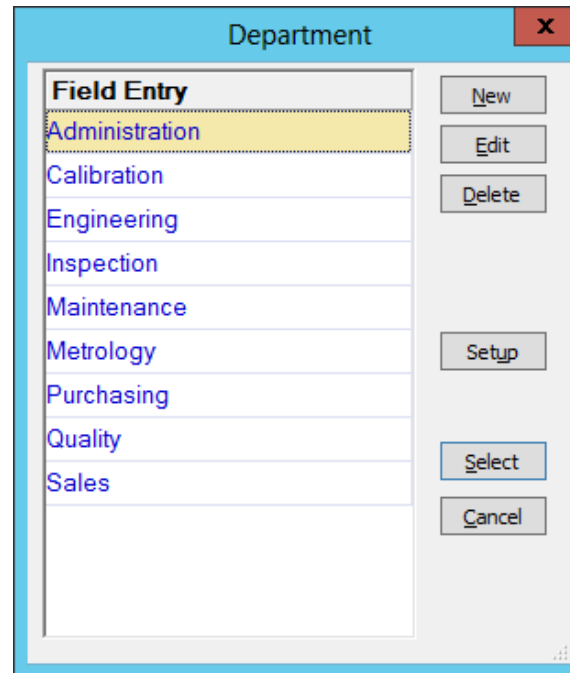 Department
x
Field Entry
Administration
Calibration
Engineering
Inspection
Maintenance
Metrology
Purchasing
Quality
Sales
New
Edit
Delete
Setup
Select
Cancel